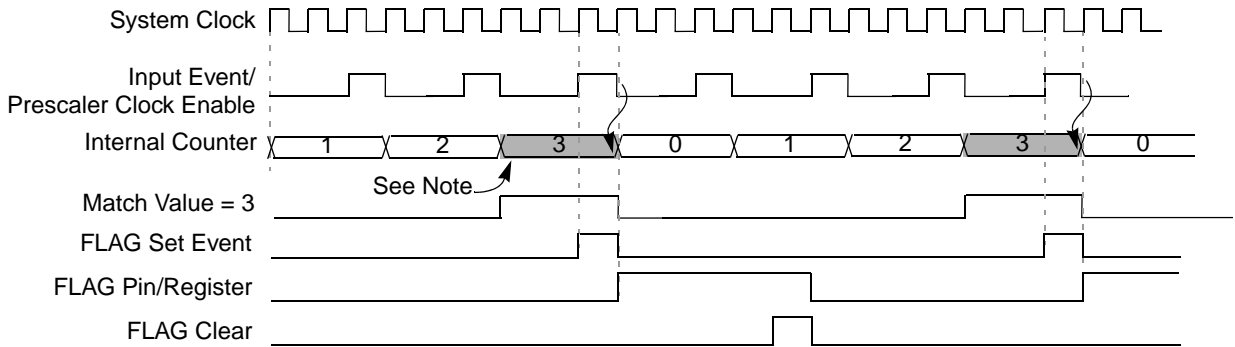 System Clock
Input Event/
Prescaler Clock Enable
Internal Counter
1 2 3 0 1 2 3 0
See Note
Match Value = 3
FLAG Set Event
FLAG Pin/Register
FLAG Clear